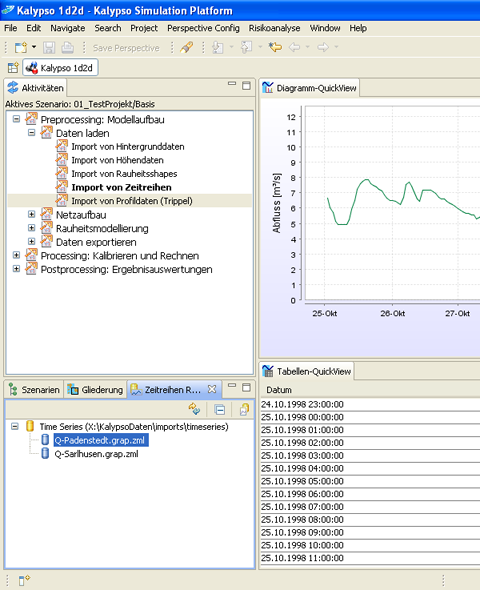 Kalypso 1d2d - Kalypso Simulation Platform
File Edit Navigate Search Project Perspective Config Risikoanalyse Window Help
Save Perspective
Kalypso 1d2d
Aktivitäten
Aktives Szenario: 01_TestProjekt/Basis
Preprocessing: Modellaufbau
Daten laden
Import von Hintergrunddaten
Import von Höhendaten
Import von Rauheitsshapes
Import von Zeitreihen
Import von Profildaten (Trippel)
Netzaufbau
Rauheitsmodellierung
Daten exportieren
Processing: Kalibrieren und Rechnen
Postprocessing: Ergebnisauswertungen
Diagramm-QuickView
Abfluss [m³/s]
12
11
10
9
8
7
6
5
4
3
2
1
0
25-Okt 26-Okt 27-Okt
Szenarien Gliederung Zeitreihen R...
Time Series (X:\KalypsoDaten\imports\timeseries)
Q-Padenstedt.grap.zml
Q-Sarlhusen.grap.zml
Tabellen-QuickView
Datum
24.10.1998 23:00:00
25.10.1998 00:00:00
25.10.1998 01:00:00
25.10.1998 02:00:00
25.10.1998 03:00:00
25.10.1998 04:00:00
25.10.1998 05:00:00
25.10.1998 06:00:00
25.10.1998 07:00:00
25.10.1998 08:00:00
25.10.1998 09:00:00
25.10.1998 10:00:00
25.10.1998 11:00:00